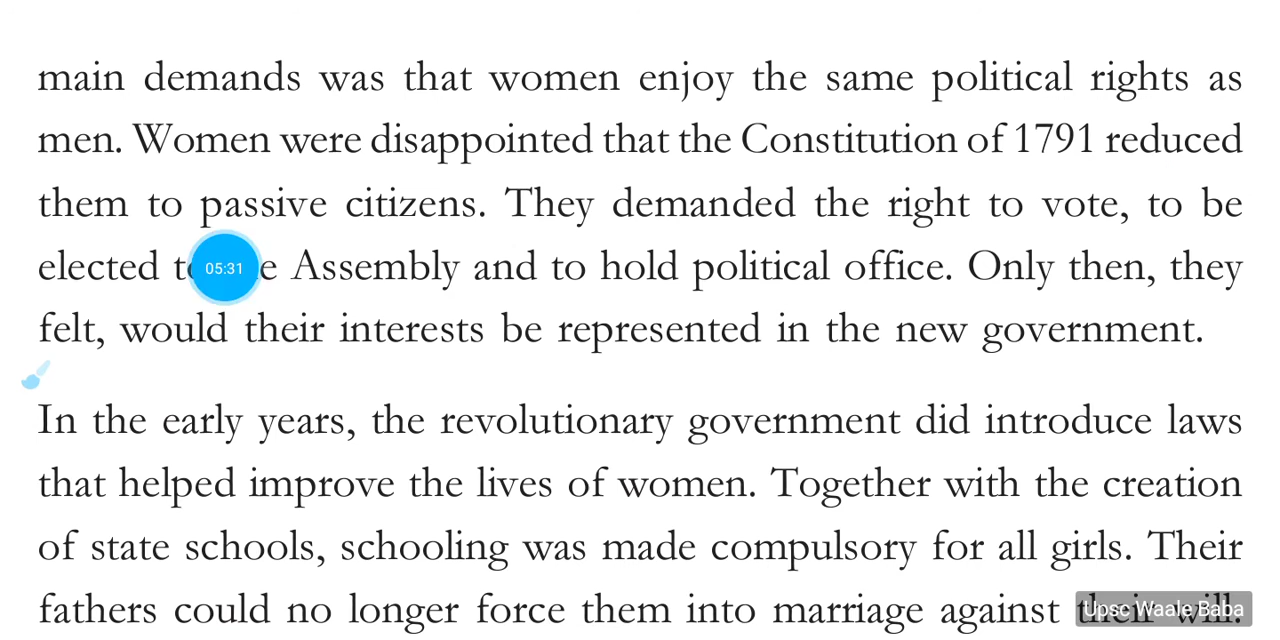 main demands was that women enjoy the same political rights as
men. Women were disappointed that the Constitution of 1791 reduced
them to passive citizens. They demanded the right to vote, to be
elected 05:31 Assembly and to hold political office. Only then, they
felt, would their interests be represented in the new government.
In the early years, the revolutionary government did introduce laws
that helped improve the lives of women. Together with the creation
of state schools, schooling was made compulsory for all girls. Their
fathers could no longer force them into marriage against their will.
Upsc Waale Baba